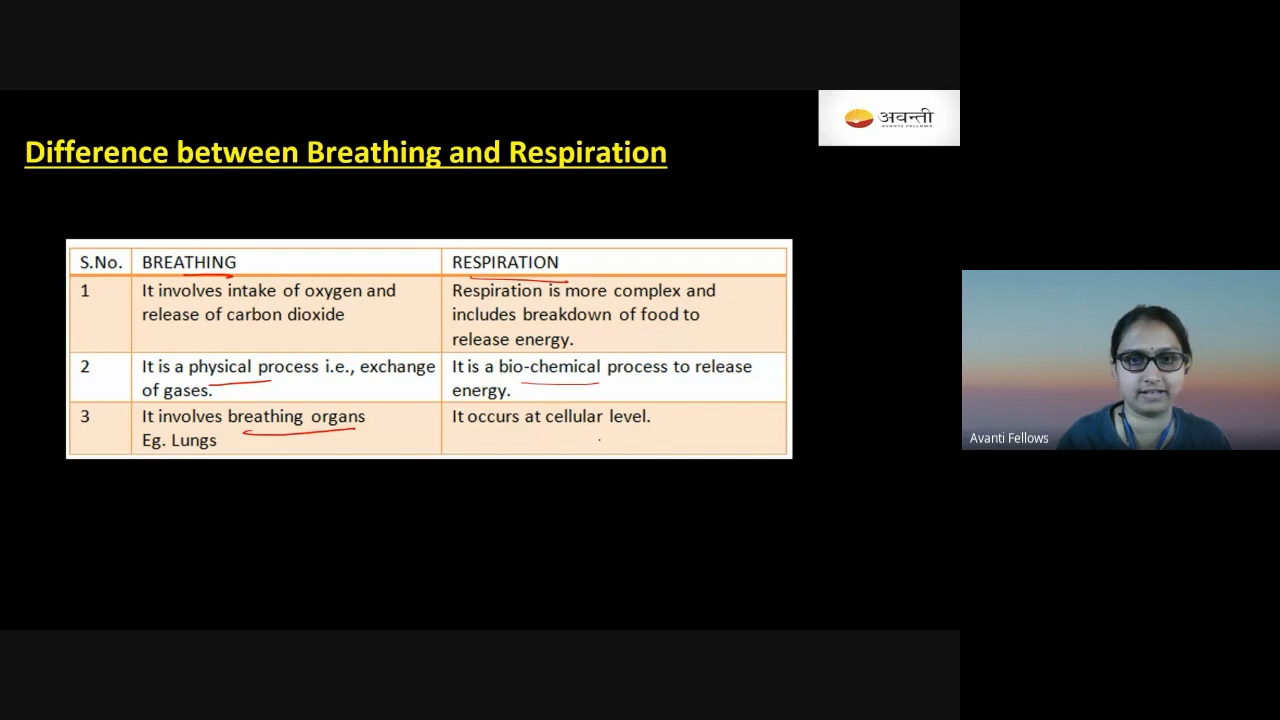 अवन्ती
AVANTI FELLOWS
Difference between Breathing and Respiration
S.No. BREATHING RESPIRATION
1 It involves intake of oxygen and release of carbon dioxide Respiration is more complex and includes breakdown of food to release energy.
2 It is a physical process i.e., exchange of gases. It is a bio-chemical process to release energy.
3 It involves breathing organs Eg. Lungs It occurs at cellular level.
Avanti Fellows